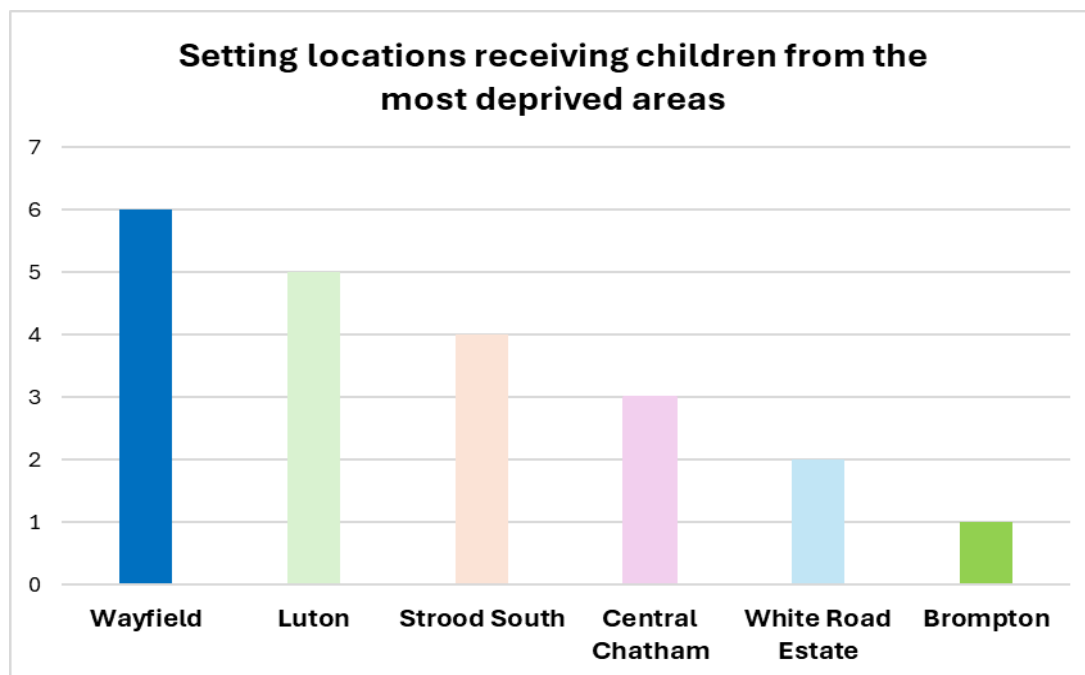 Setting locations receiving children from the
most deprived areas
7
6
5
4
3
2
1
0
Wayfield
Luton
Strood South
Central
Chatham
White Road
Estate
Brompton